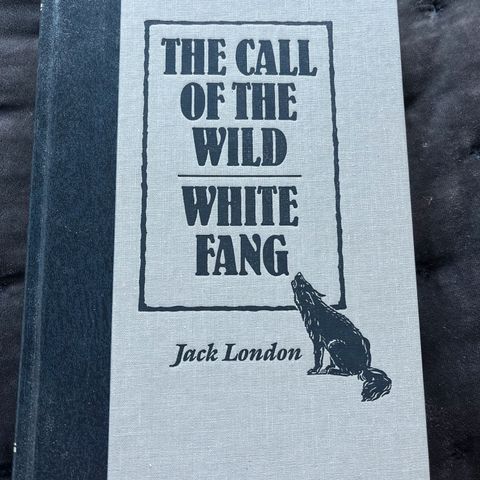 THE CALL
OF THE
WILD
WHITE
FANG
Jack London